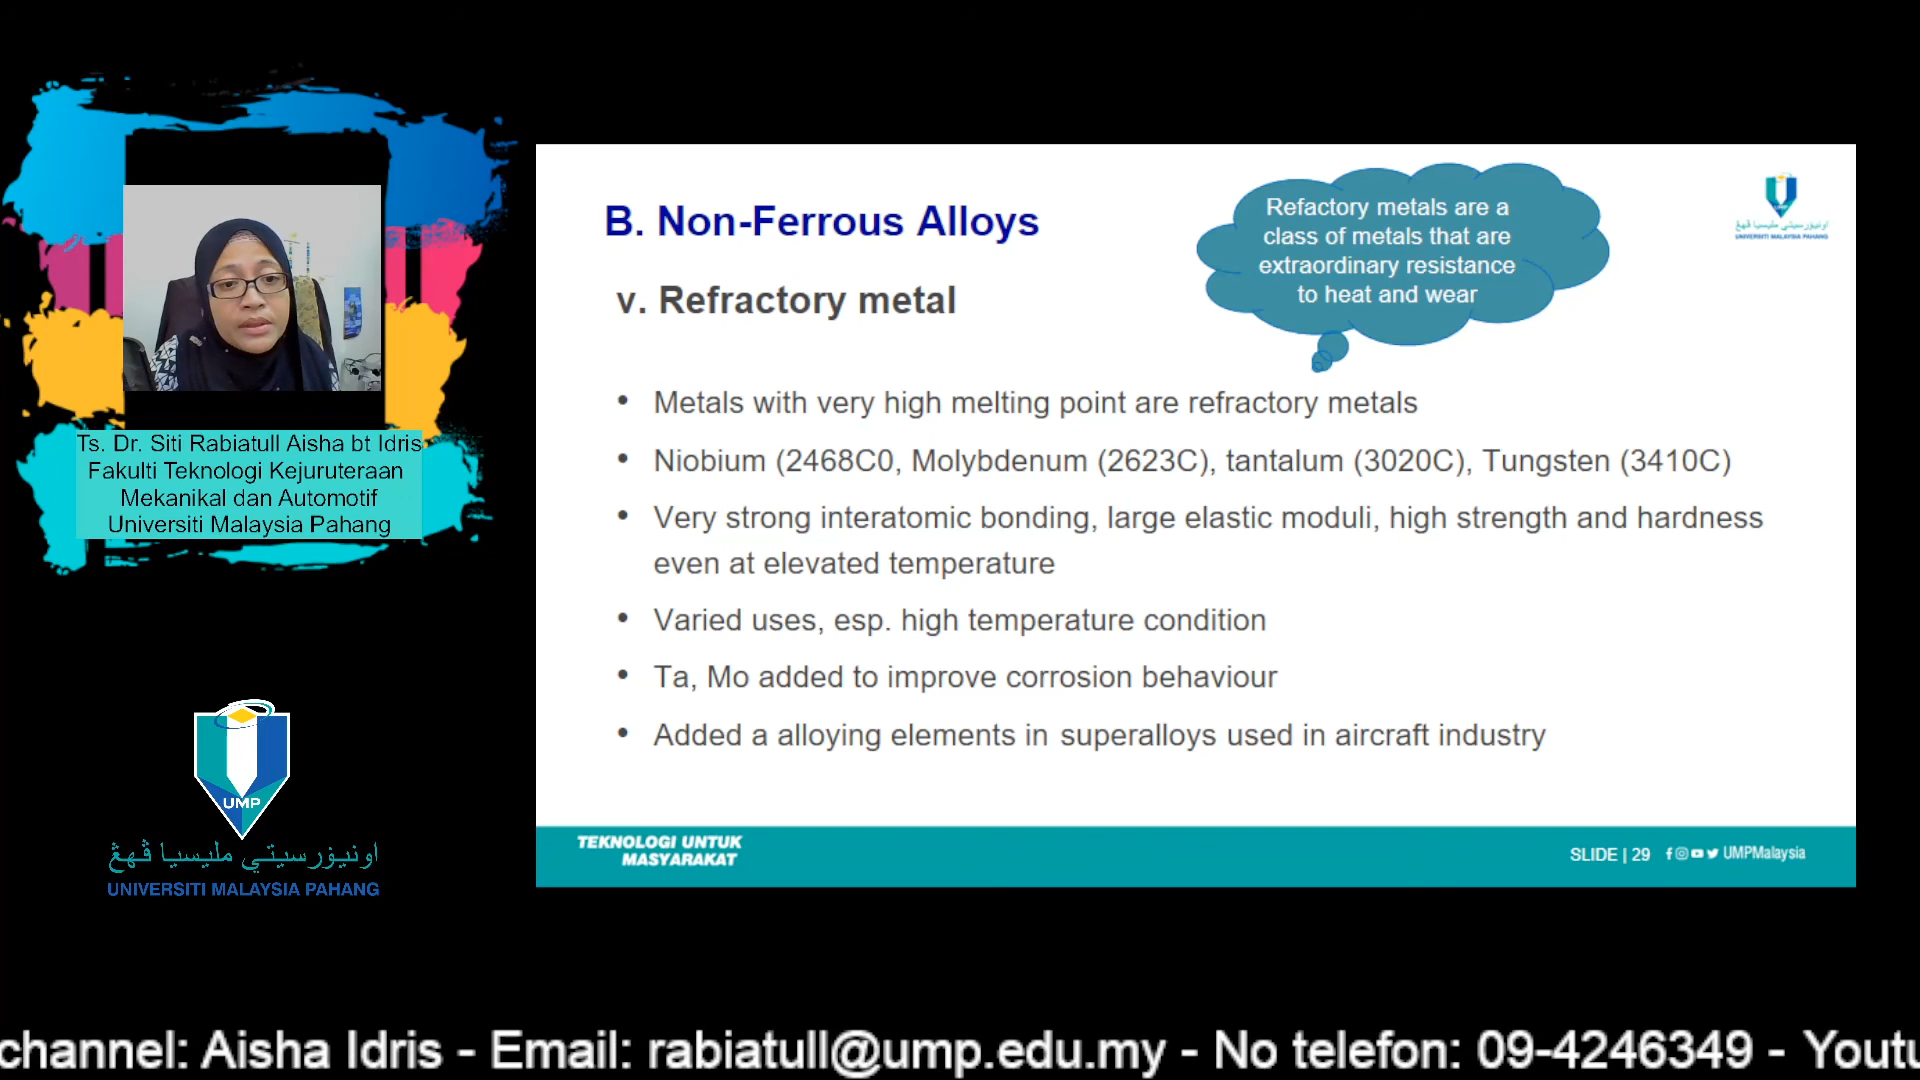 Ts. Dr. Siti Rabiatull Aisha bt Idris
Fakulti Teknologi Kejuruteraan
Mekanikal dan Automotif
Universiti Malaysia Pahang
UMP
اونيۏرسيتي مليسيا ڤهڠ
UNIVERSITI MALAYSIA PAHANG
B. Non-Ferrous Alloys
v. Refractory metal
Refactory metals are a
class of metals that are
extraordinary resistance
to heat and wear
اونيۏرسيتي مليسيا ڤهڠ
UNIVERSITI MALAYSIA PAHANG
• Metals with very high melting point are refractory metals
• Niobium (2468C0, Molybdenum (2623C), tantalum (3020C), Tungsten (3410C)
• Very strong interatomic bonding, large elastic moduli, high strength and hardness
even at elevated temperature
• Varied uses, esp. high temperature condition
• Ta, Mo added to improve corrosion behaviour
• Added a alloying elements in superalloys used in aircraft industry
TEKNOLOGI UNTUK
MASYARAKAT
SLIDE | 29 UMPMalaysia
channel: Aisha Idris - Email: rabiatull@ump.edu.my - No telefon: 09-4246349 - Youtu